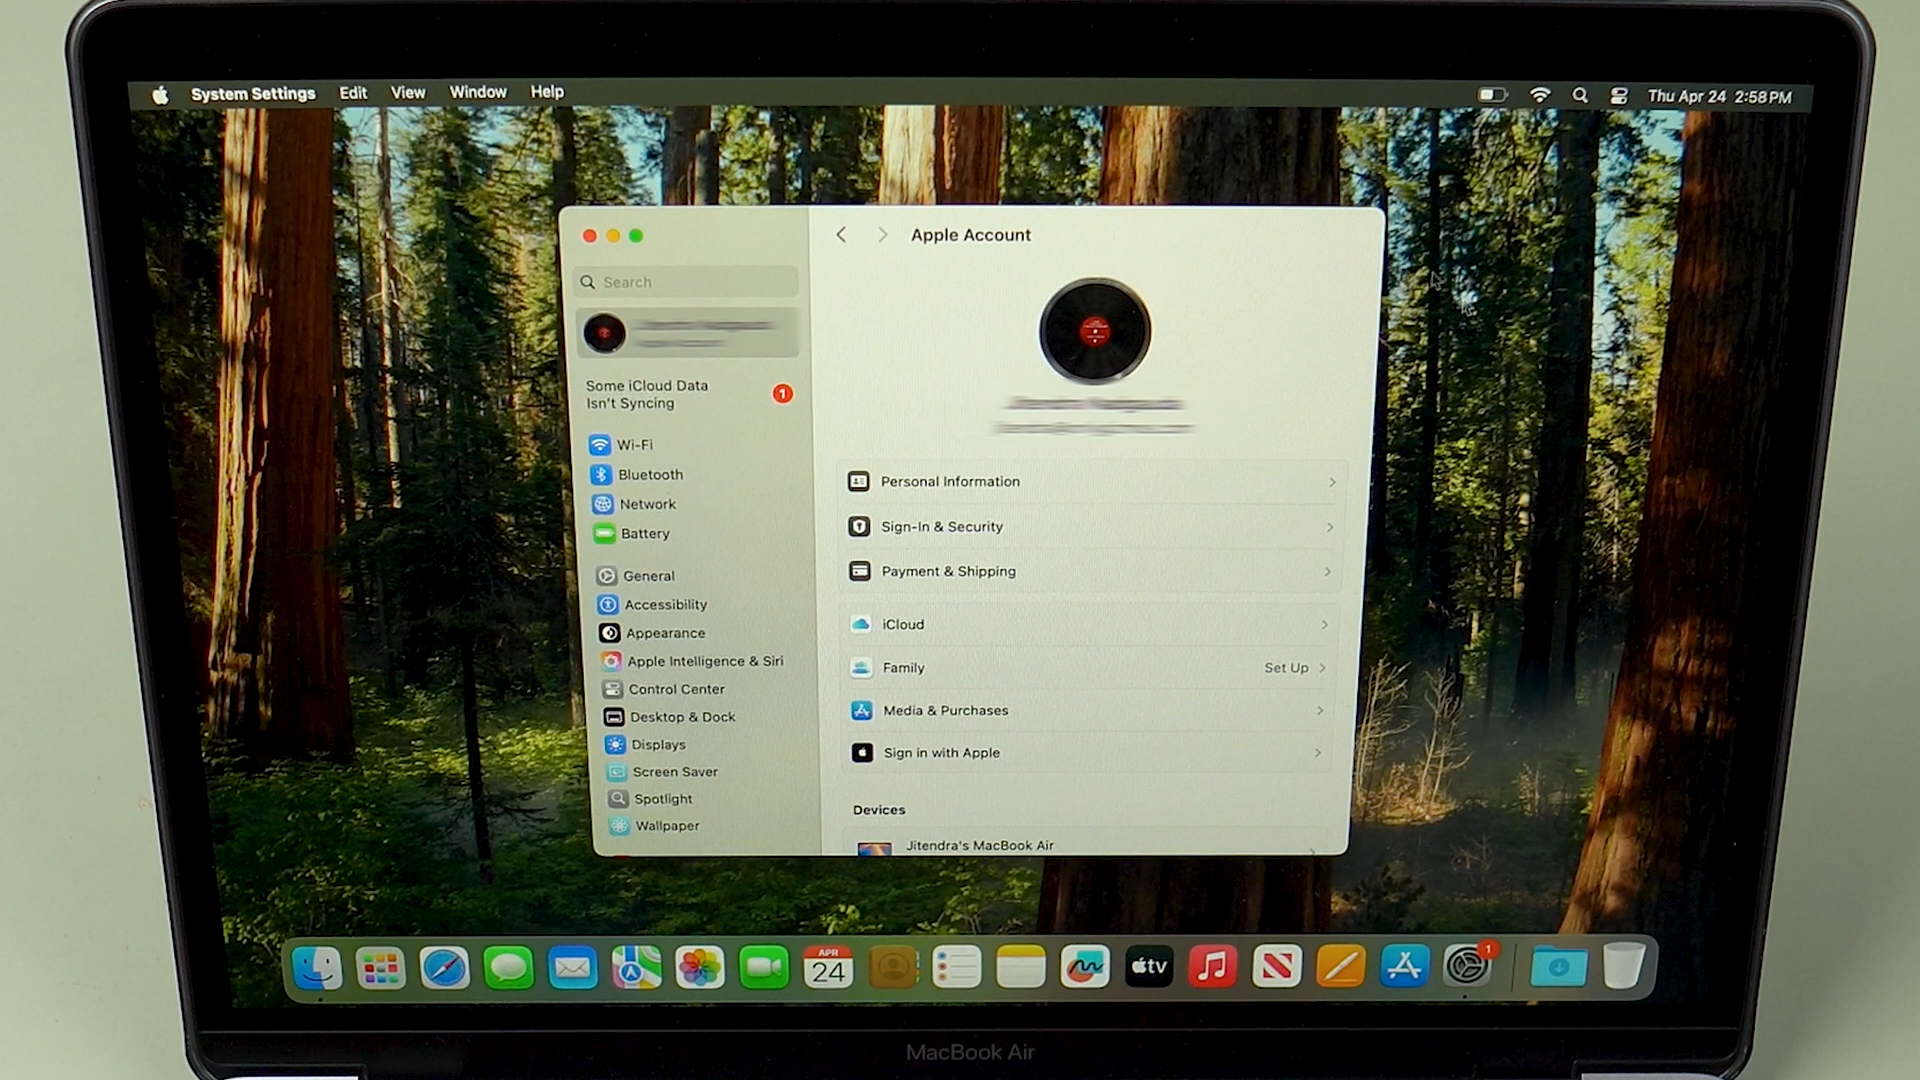 System Settings Edit View Window Help Thu Apr 24 2:58 PM
Search
Some iCloud Data
Isn't Syncing
1
Wi-Fi
Bluetooth
Network
Battery
General
Accessibility
Appearance
Apple Intelligence & Siri
Control Center
Desktop & Dock
Displays
Screen Saver
Spotlight
Wallpaper
Apple Account
Personal Information
Sign-In & Security
Payment & Shipping
iCloud
Family Set Up
Media & Purchases
Sign in with Apple
Devices
Jitendra's MacBook Air
APR
24
tv
1
MacBook Air